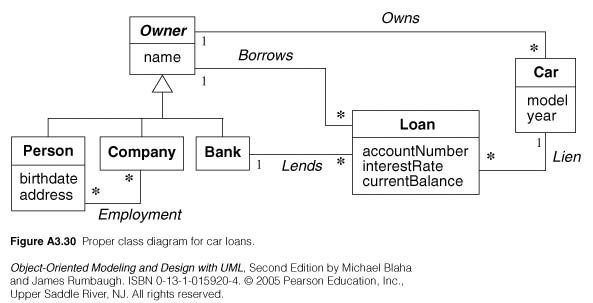 Owns
Owner
1
*
name
Borrows
1
Car
model
year
*
Loan
accountNumber
interestRate
currentBalance
1
Lien
*
Person
birthdate
address
Company
*
Bank
1
Lends
*
*
Employment
Figure A3.30 Proper class diagram for car loans.
Object-Oriented Modeling and Design with UML, Second Edition by Michael Blaha
and James Rumbaugh. ISBN 0-13-1-015920-4. © 2005 Pearson Education, Inc.,
Upper Saddle River, NJ. All rights reserved.